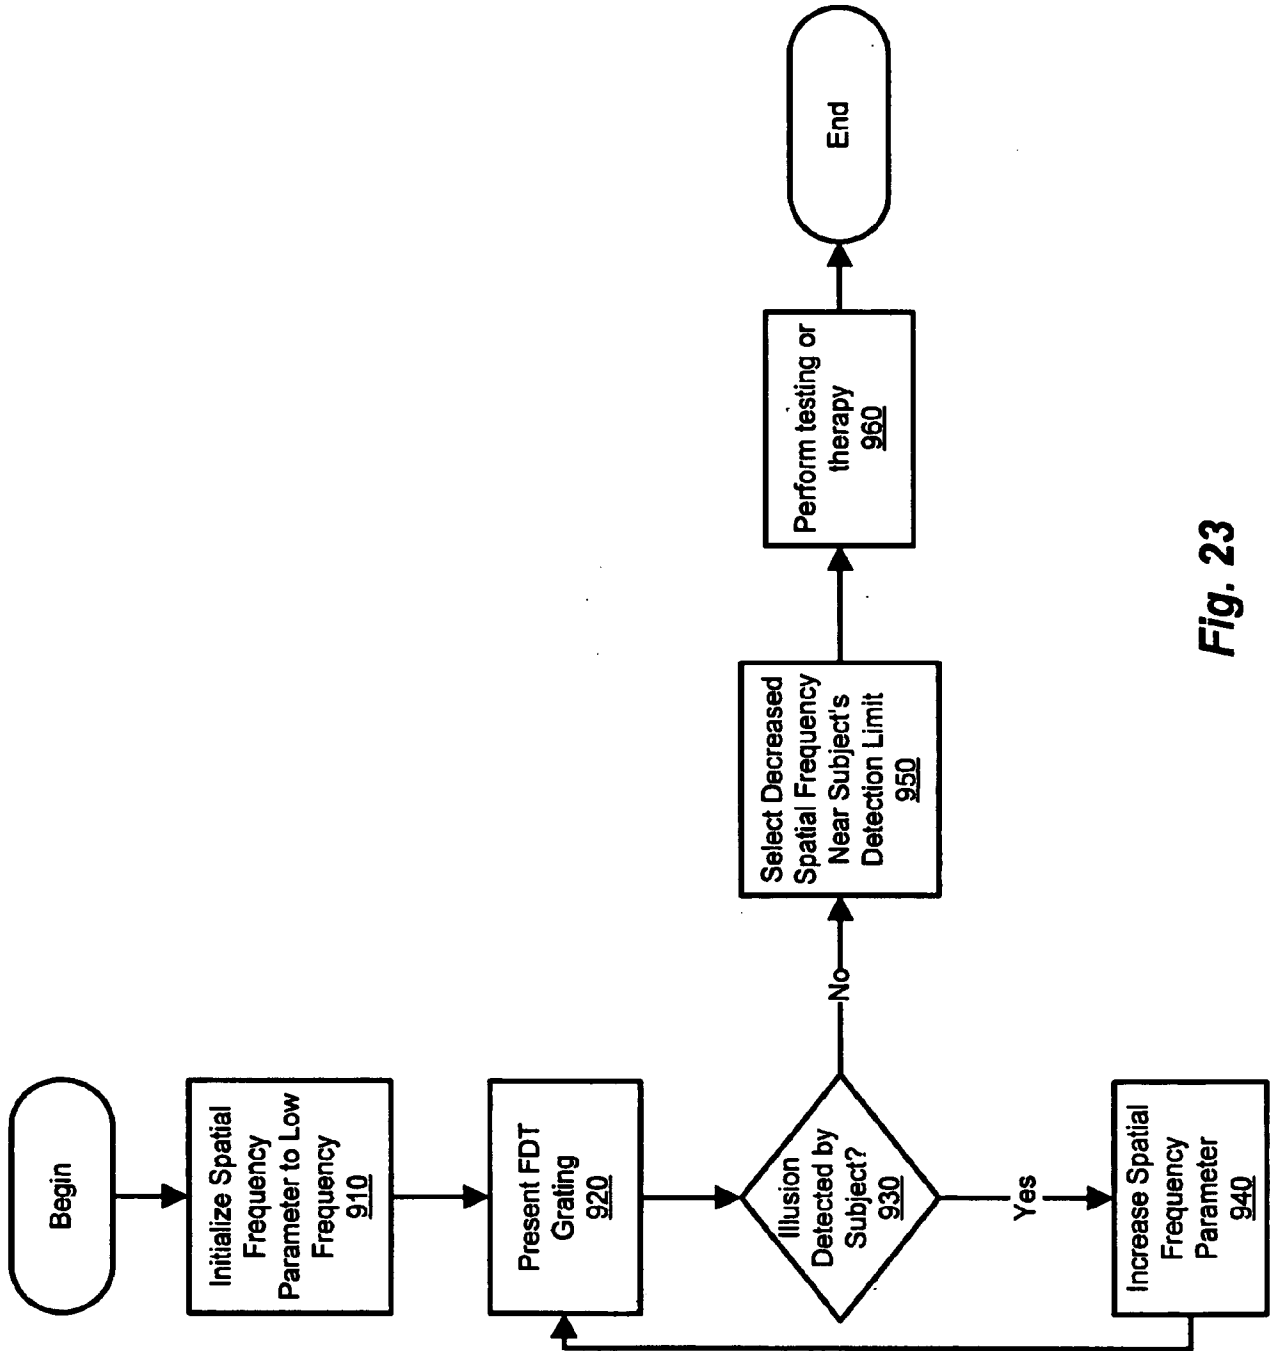 Begin
Initialize Spatial
Frequency
Parameter to Low
Frequency
910
Present FDT
Grating
920
Illusion
Detected by
Subject?
930
Yes
Increase Spatial
Frequency
Parameter
940
No
Select Decreased
Spatial Frequency
Near Subject's
Detection Limit
950
Perform testing or
therapy
960
End
Fig. 23